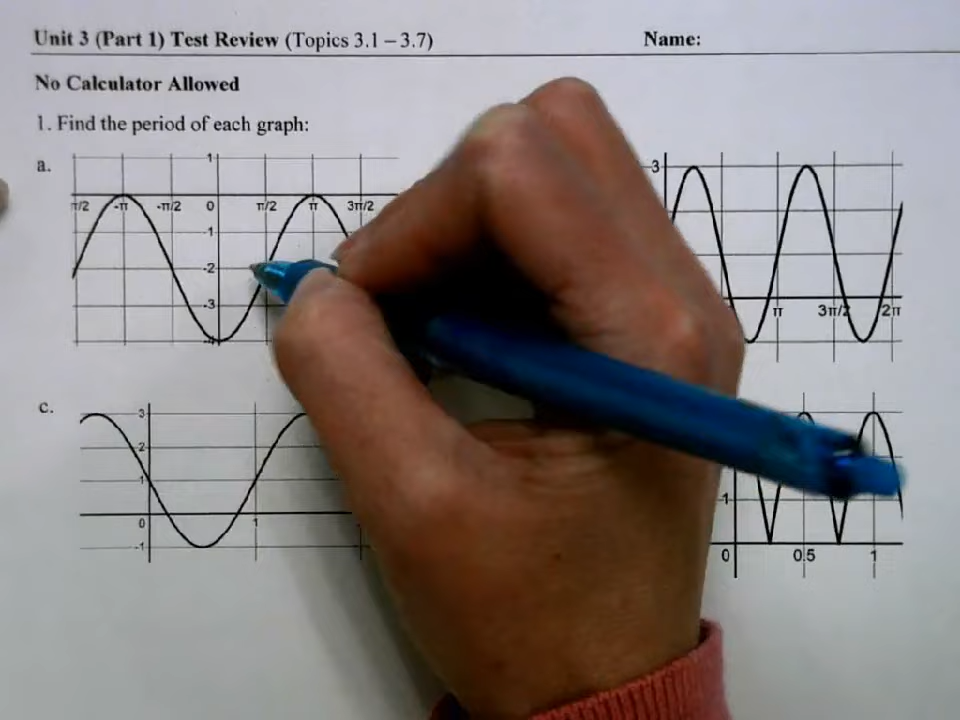 Unit 3 (Part 1) Test Review (Topics 3.1 – 3.7) Name:
No Calculator Allowed
1. Find the period of each graph:
a.
1
π/2 -π -π/2 0 π/2 π 3π/2
-1
-2
-3
3
π 3π/2 2π
c.
3
2
1
0 1
-1
1
0 0.5 1